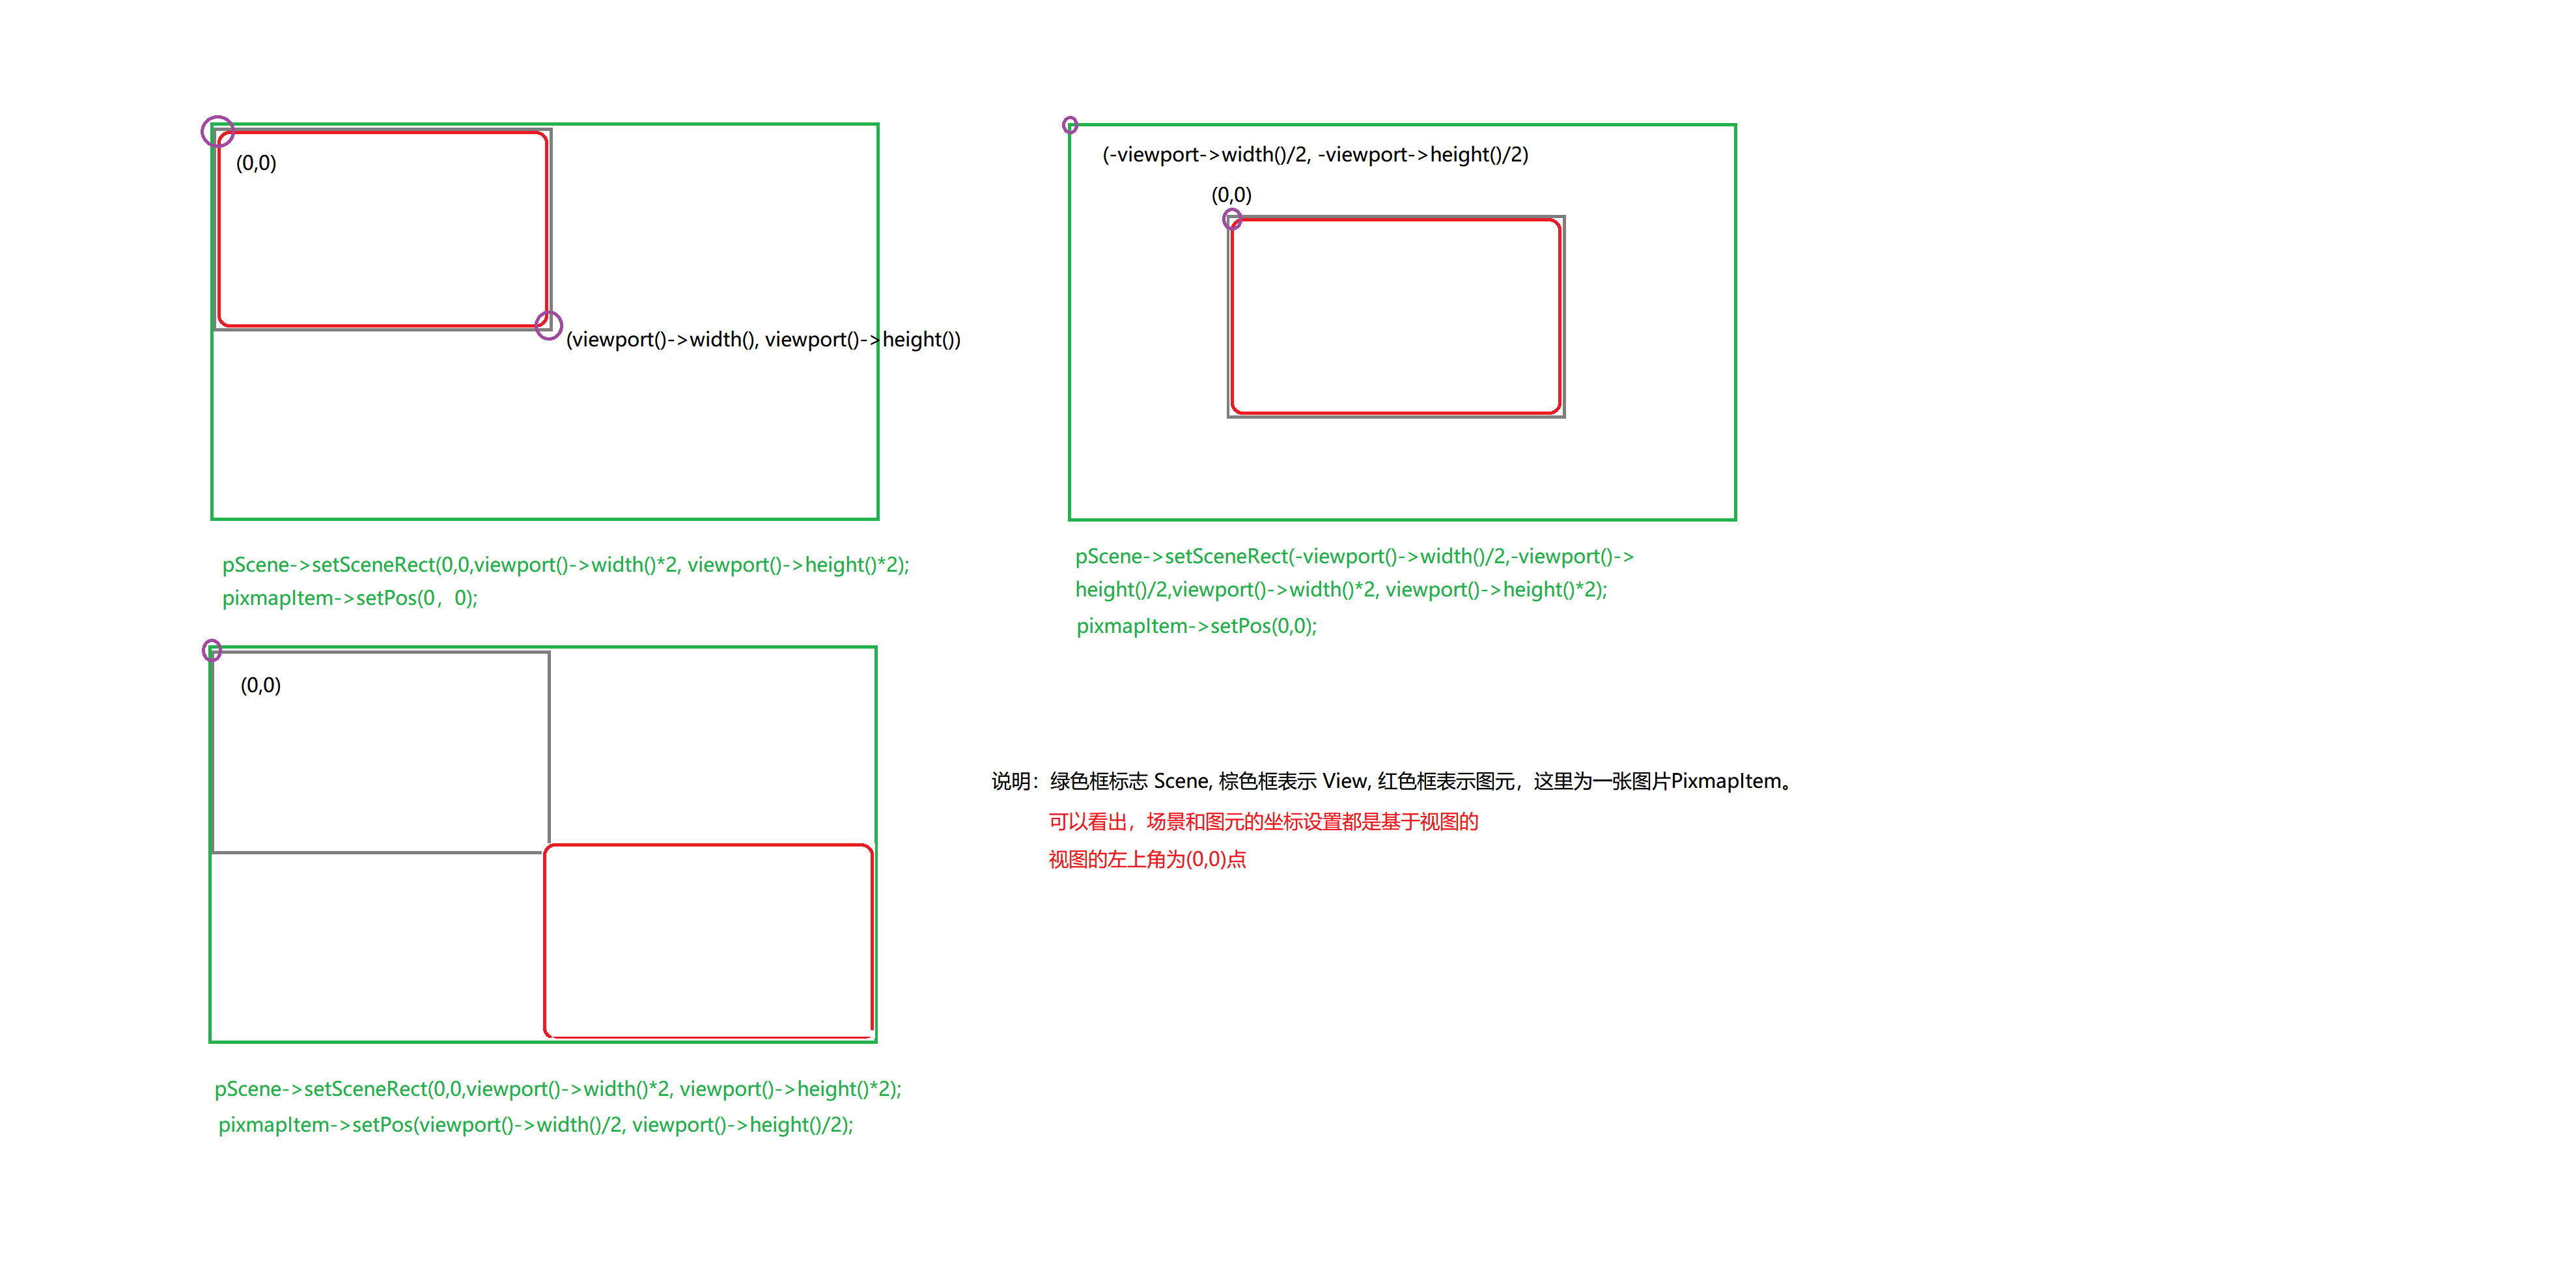 (0,0)
(viewport()->width(), viewport()->height())
pScene->setSceneRect(0,0,viewport()->width()*2, viewport()->height()*2);
pixmapItem->setPos(0，0);
(-viewport->width()/2, -viewport->height()/2)
(0,0)
pScene->setSceneRect(-viewport()->width()/2,-viewport()->
height()/2,viewport()->width()*2, viewport()->height()*2);
pixmapItem->setPos(0,0);
(0,0)
pScene->setSceneRect(0,0,viewport()->width()*2, viewport()->height()*2);
pixmapItem->setPos(viewport()->width()/2, viewport()->height()/2);
说明：绿色框标志 Scene, 棕色框表示 View, 红色框表示图元，这里为一张图片PixmapItem。
可以看出，场景和图元的坐标设置都是基于视图的
视图的左上角为(0,0)点